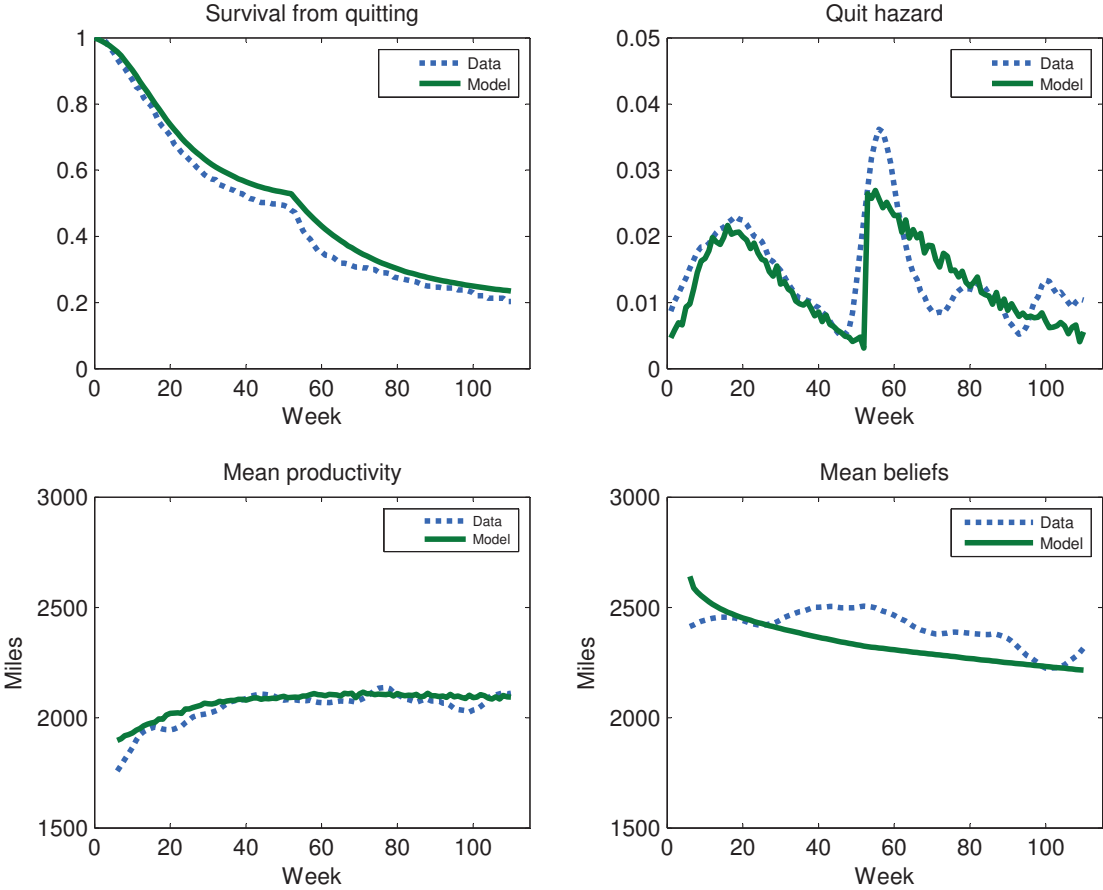 Survival from quitting
1
0.8
0.6
0.4
0.2
0
0 20 40 60 80 100
Week
Data
Model
Quit hazard
0.05
0.04
0.03
0.02
0.01
0
0 20 40 60 80 100
Week
Data
Model
Mean productivity
3000
2500
2000
1500
Miles
0 20 40 60 80 100
Week
Data
Model
Mean beliefs
3000
2500
2000
1500
Miles
0 20 40 60 80 100
Week
Data
Model